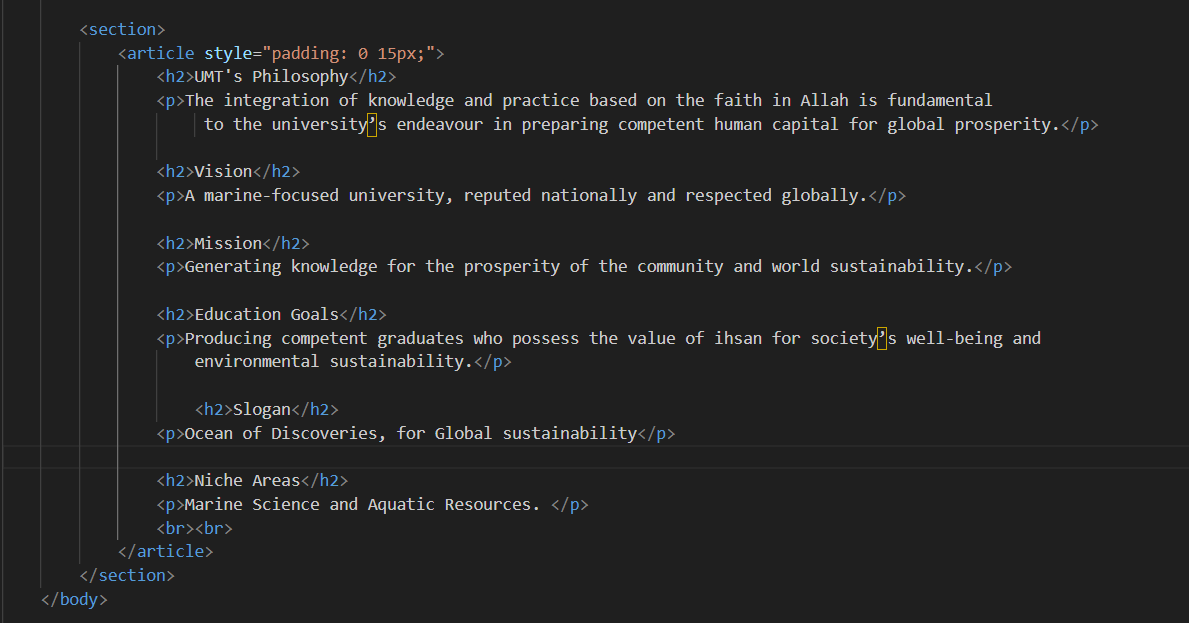 <section>
<article style="padding: 0 15px;">
<h2>UMT's Philosophy</h2>
<p>The integration of knowledge and practice based on the faith in Allah is fundamental
to the university’s endeavour in preparing competent human capital for global prosperity.</p>
<h2>Vision</h2>
<p>A marine-focused university, reputed nationally and respected globally.</p>
<h2>Mission</h2>
<p>Generating knowledge for the prosperity of the community and world sustainability.</p>
<h2>Education Goals</h2>
<p>Producing competent graduates who possess the value of ihsan for society’s well-being and
environmental sustainability.</p>
<h2>Slogan</h2>
<p>Ocean of Discoveries, for Global sustainability</p>
<h2>Niche Areas</h2>
<p>Marine Science and Aquatic Resources. </p>
<br><br>
</article>
</section>
</body>